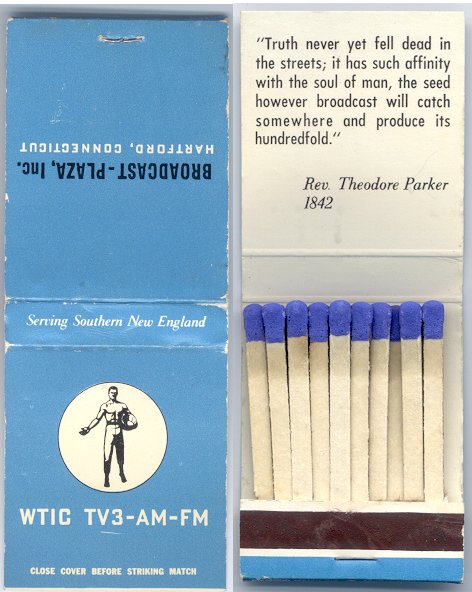 BROADCAST-PLAZA, Inc.
HARTFORD, CONNECTICUT
Serving Southern New England
WTIC TV3-AM-FM
CLOSE COVER BEFORE STRIKING MATCH
"Truth never yet fell dead in
the streets; it has such affinity
with the soul of man, the seed
however broadcast will catch
somewhere and produce its
hundredfold."
Rev. Theodore Parker
1842